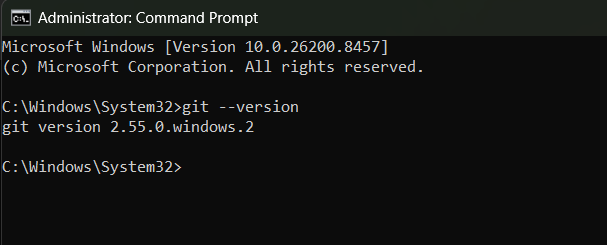 Administrator: Command Prompt
Microsoft Windows [Version 10.0.26200.8457]
(c) Microsoft Corporation. All rights reserved.
C:\Windows\System32>git --version
git version 2.55.0.windows.2
C:\Windows\System32>